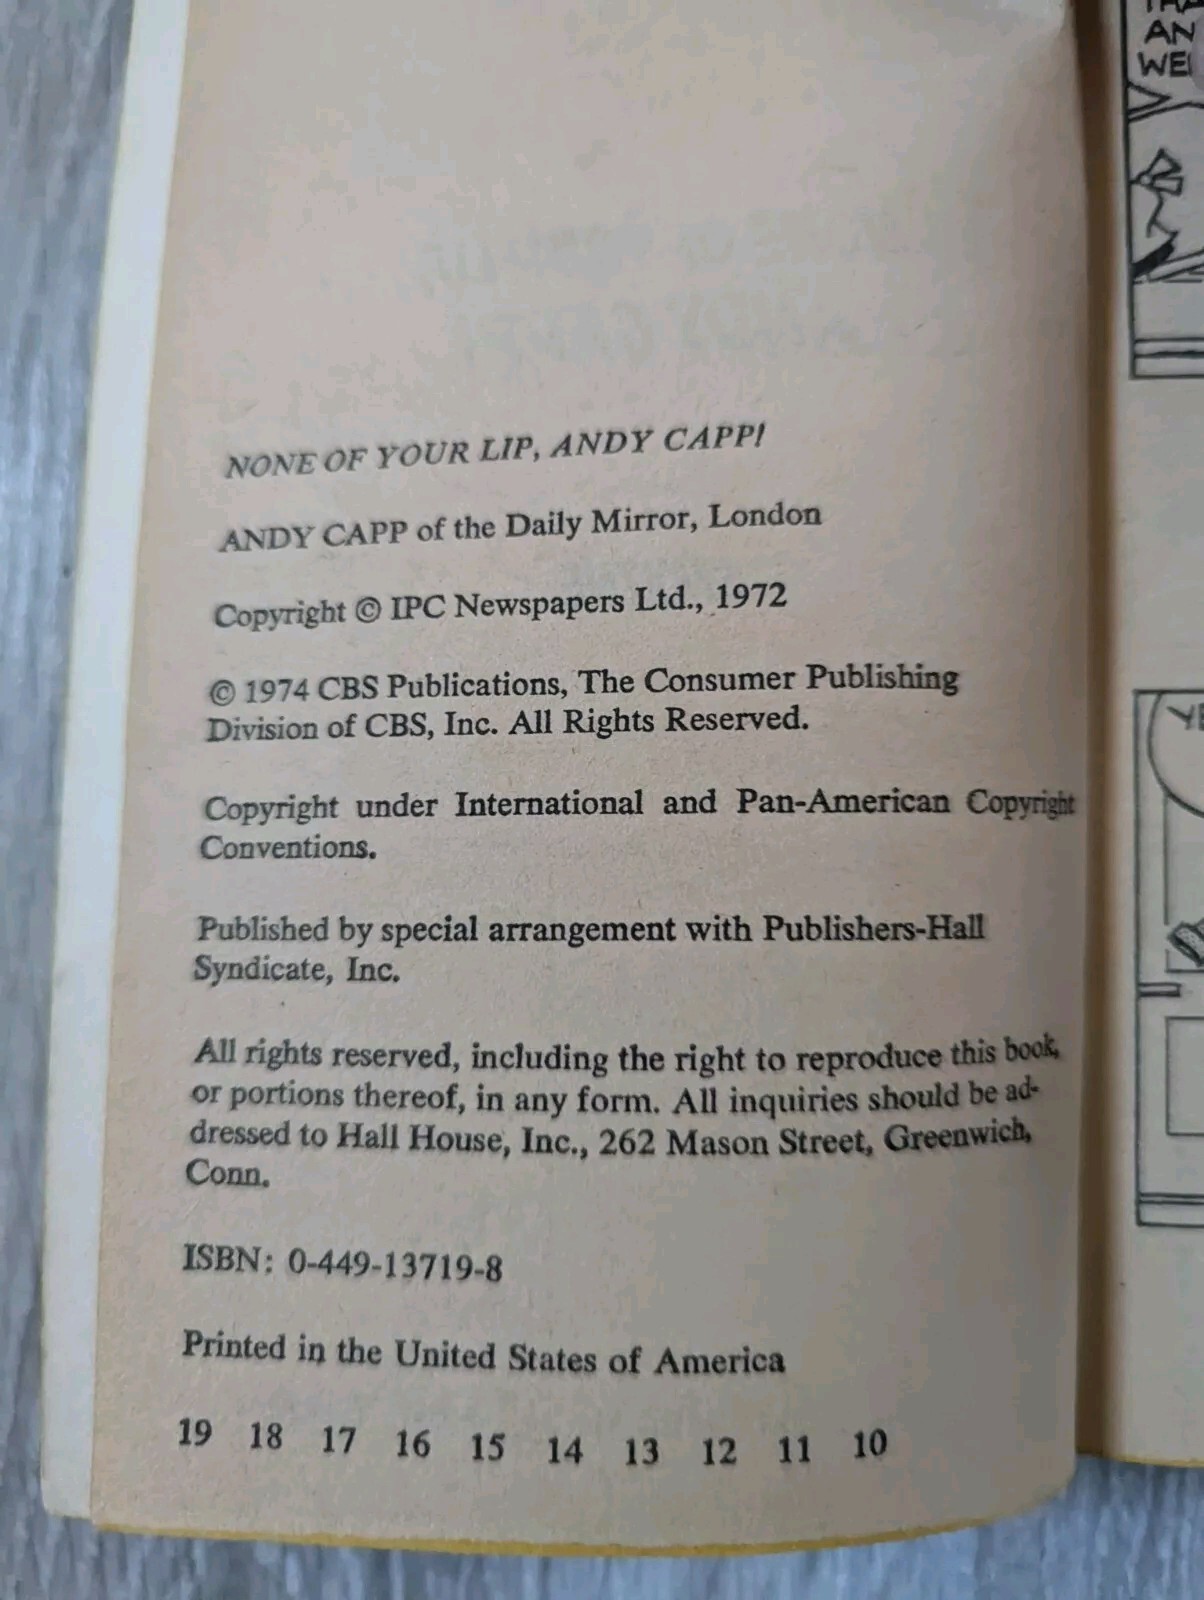 NONE OF YOUR LIP, ANDY CAPP!
ANDY CAPP of the Daily Mirror, London
Copyright © IPC Newspapers Ltd., 1972
© 1974 CBS Publications, The Consumer Publishing
Division of CBS, Inc. All Rights Reserved.
Copyright under International and Pan-American Copyright
Conventions.
Published by special arrangement with Publishers-Hall
Syndicate, Inc.
All rights reserved, including the right to reproduce this book,
or portions thereof, in any form. All inquiries should be ad-
dressed to Hall House, Inc., 262 Mason Street, Greenwich,
Conn.
ISBN: 0-449-13719-8
Printed in the United States of America
19 18 17 16 15 14 13 12 11 10
AN